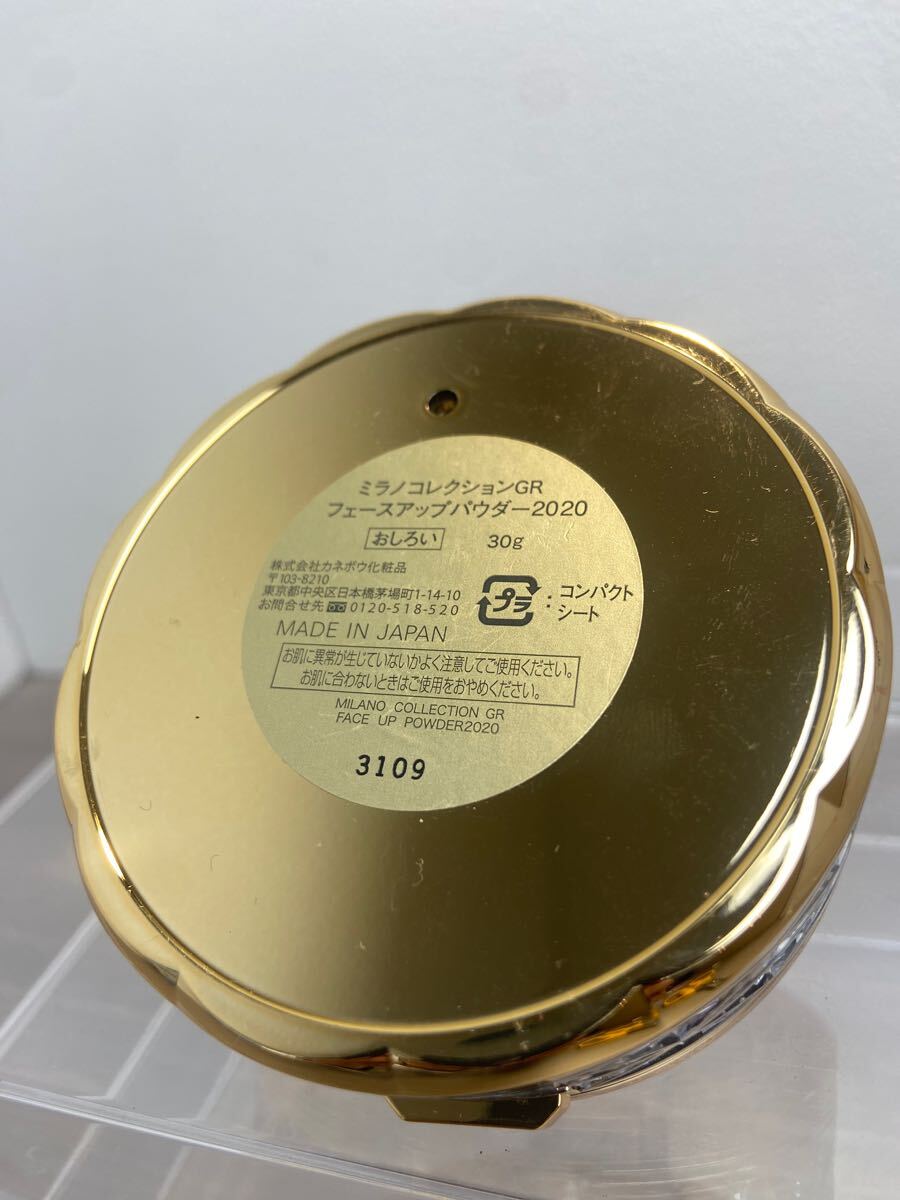 ミラノコレクションGR
フェースアップパウダー2020
おしろい 30g
株式会社カネボウ化粧品
〒103-8210
東京都中央区日本橋茅場町1-14-10
お問合せ先 0120-518-520
プラ : コンパクト
シート
MADE IN JAPAN
お肌に異常が生じていないかよく注意してご使用ください。
お肌に合わないときはご使用をおやめください。
MILANO COLLECTION GR
FACE UP POWDER2020
3109